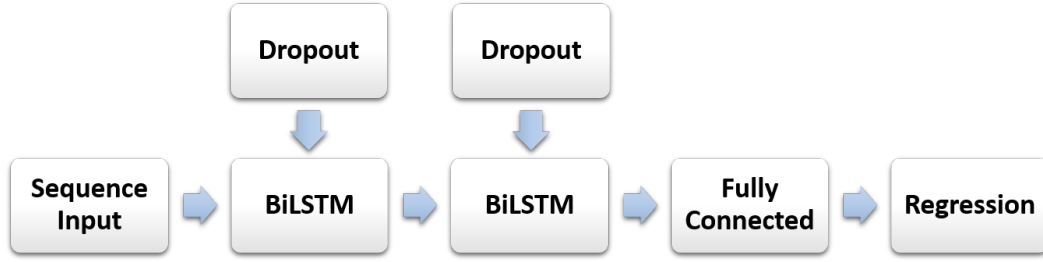 Dropout
Dropout
Sequence
Input
BiLSTM
BiLSTM
Fully
Connected
Regression